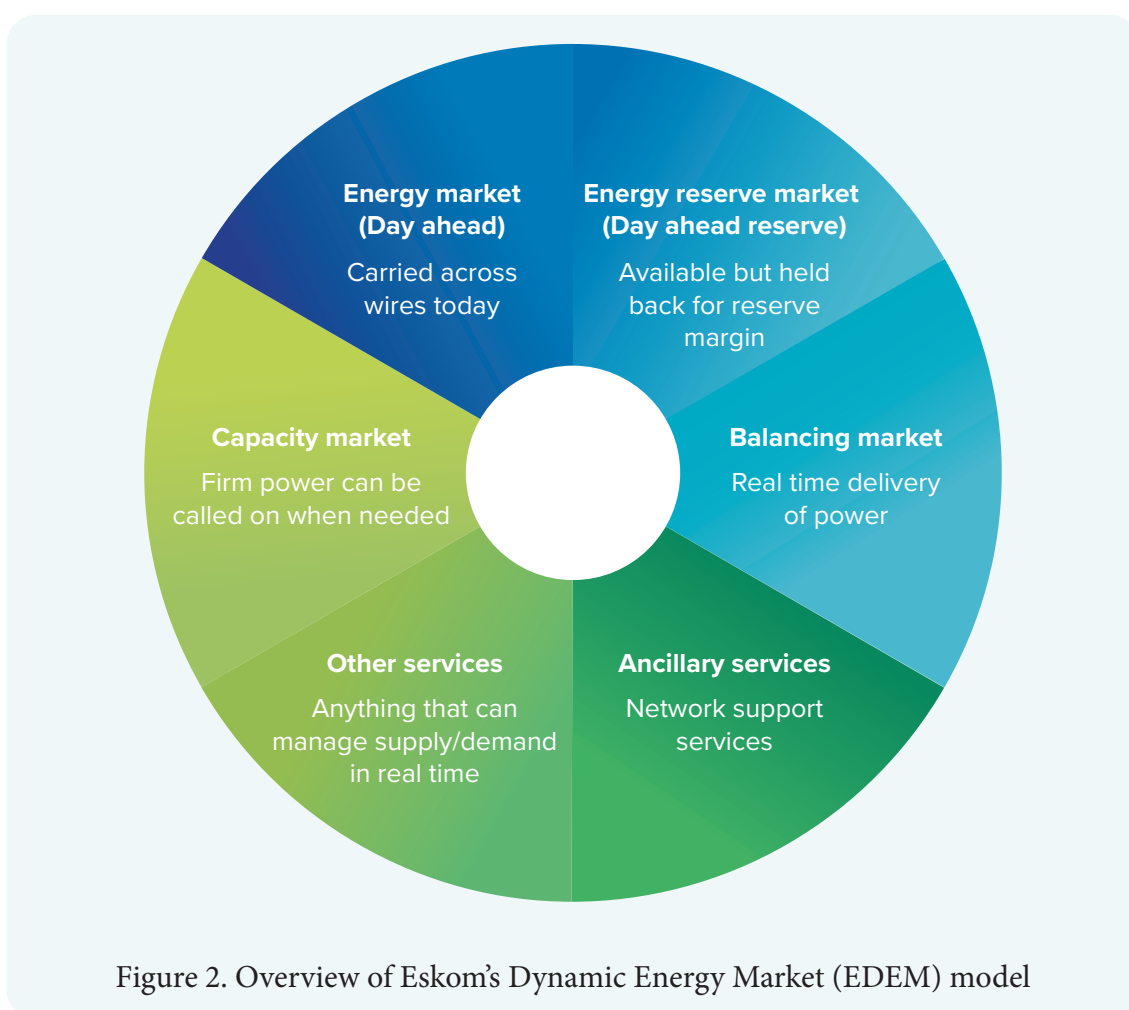 Energy market
(Day ahead)
Carried across
wires today
Energy reserve market
(Day ahead reserve)
Available but held
back for reserve
margin
Capacity market
Firm power can be
called on when needed
Balancing market
Real time delivery
of power
Other services
Anything that can
manage supply/demand
in real time
Ancillary services
Network support
services
Figure 2. Overview of Eskom’s Dynamic Energy Market (EDEM) model